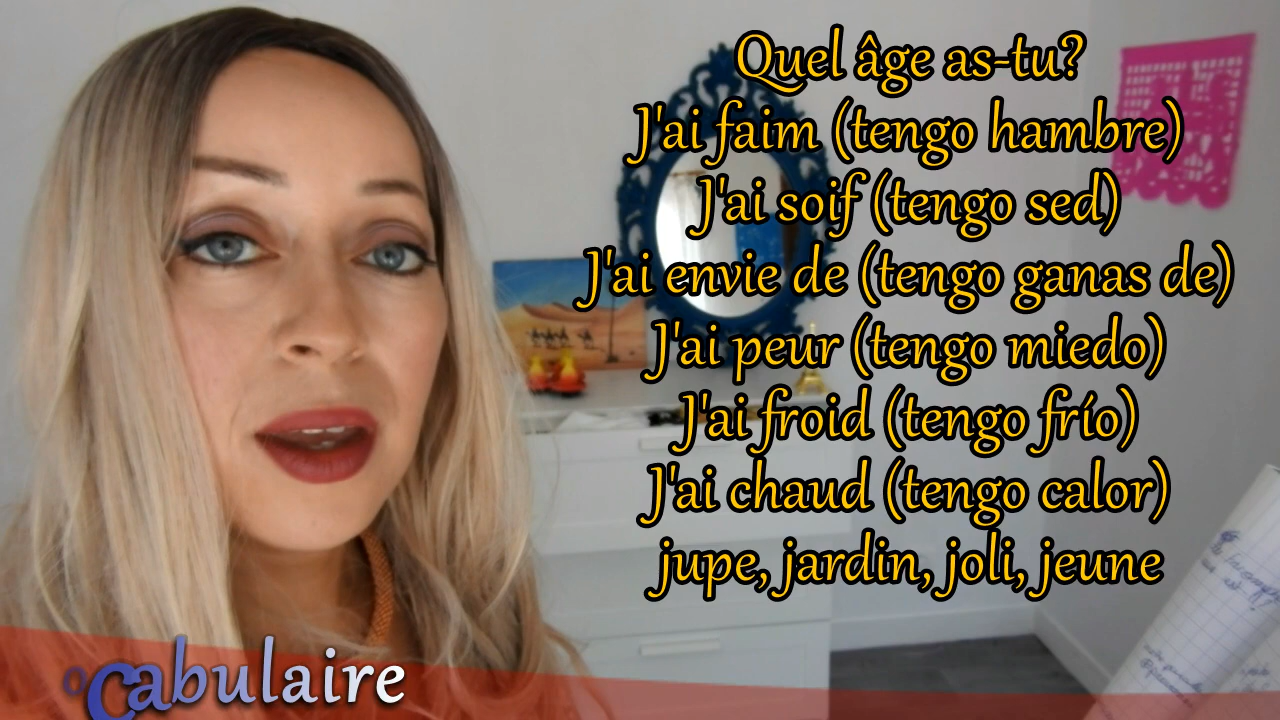 Quel âge as-tu?
J'ai faim (tengo hambre)
J'ai soif (tengo sed)
J'ai envie de (tengo ganas de)
J'ai peur (tengo miedo)
J'ai froid (tengo frío)
J'ai chaud (tengo calor)
jupe, jardin, joli, jeune
ocabulaire